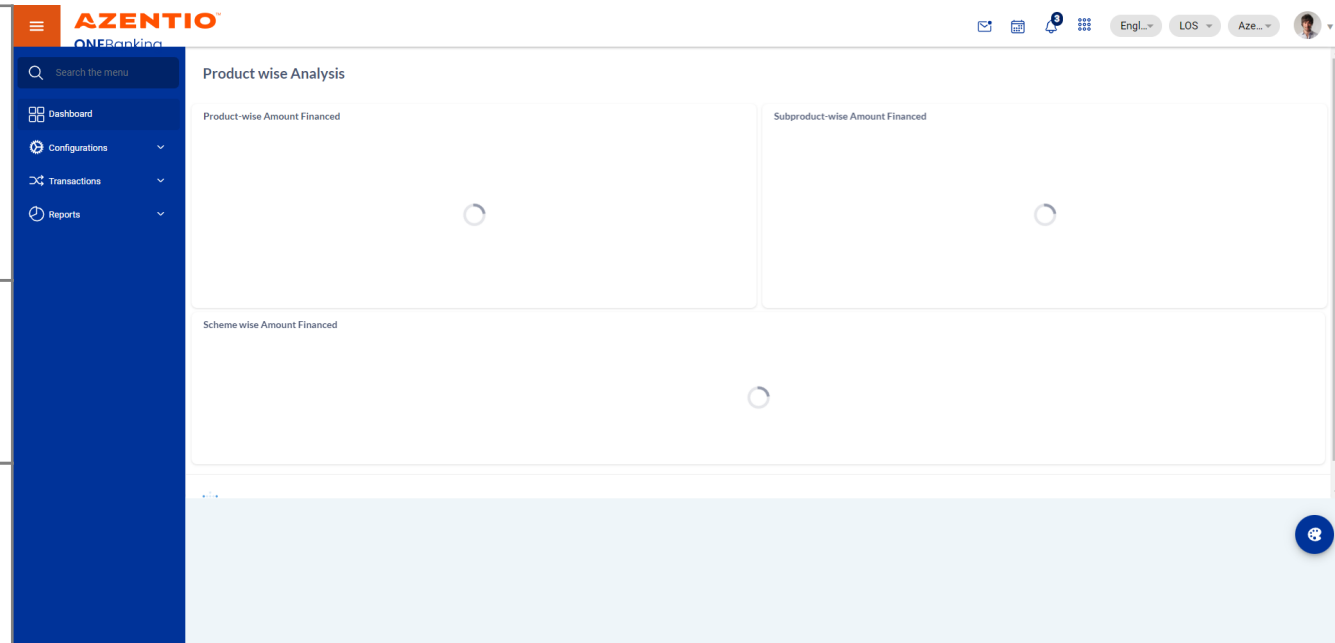 AZENTIO™
ONEBanking
3
Engl...
LOS
Aze...
Search the menu
Dashboard
Configurations
Transactions
Reports
Product wise Analysis
Product-wise Amount Financed
Subproduct-wise Amount Financed
Scheme wise Amount Financed